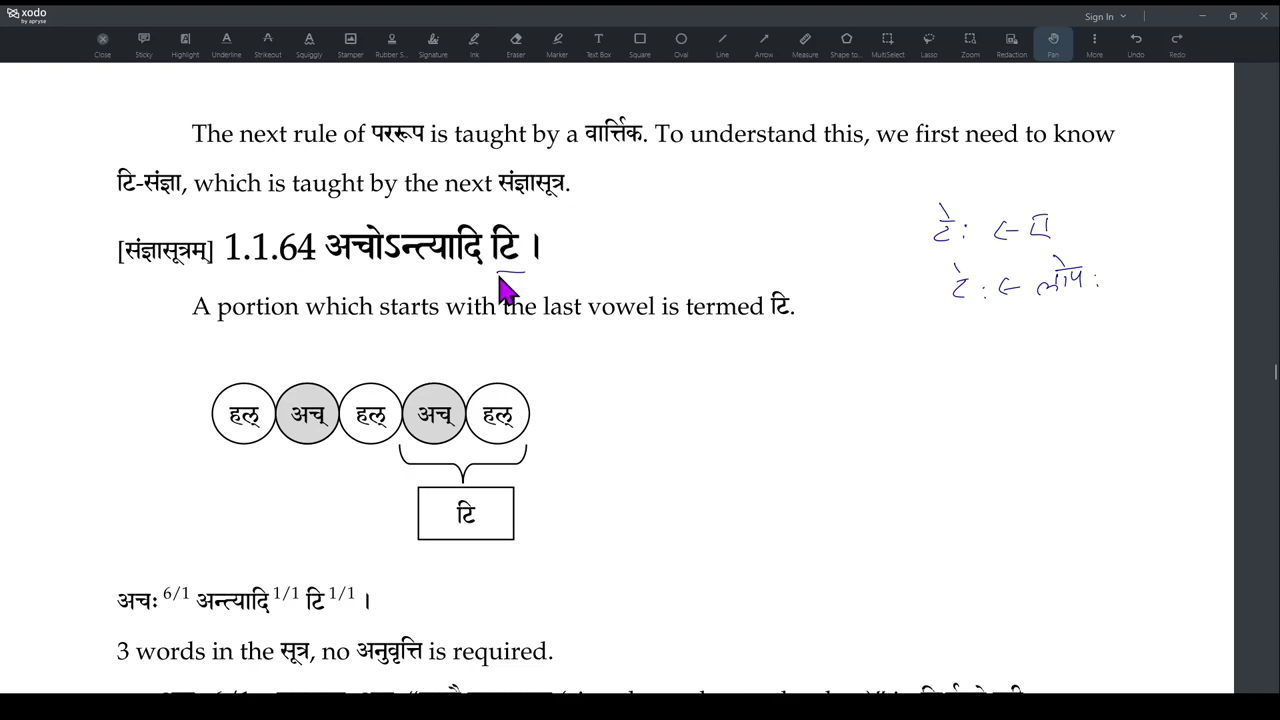 xodo
by apryse
Sign In
Close Sticky Highlight Underline Strikeout Squiggly Stamper Rubber S... Signature Ink Eraser Marker Text Box Square Oval Line Arrow Measure Shape to... MultiSelect Lasso Zoom Redaction Pan More Undo Redo
The next rule of पररूप is taught by a वार्त्तिक. To understand this, we first need to know
टि-संज्ञा, which is taught by the next संज्ञासूत्र.
[संज्ञासूत्रम्] 1.1.64 अचोऽन्त्यादि टि ।
टेः ←
टेः ← लोपः
A portion which starts with the last vowel is termed टि.
हल् अच् हल् अच् हल्
टि
अचः 6/1 अन्त्यादि 1/1 टि 1/1 ।
3 words in the सूत्र, no अनुवृत्ति is required.